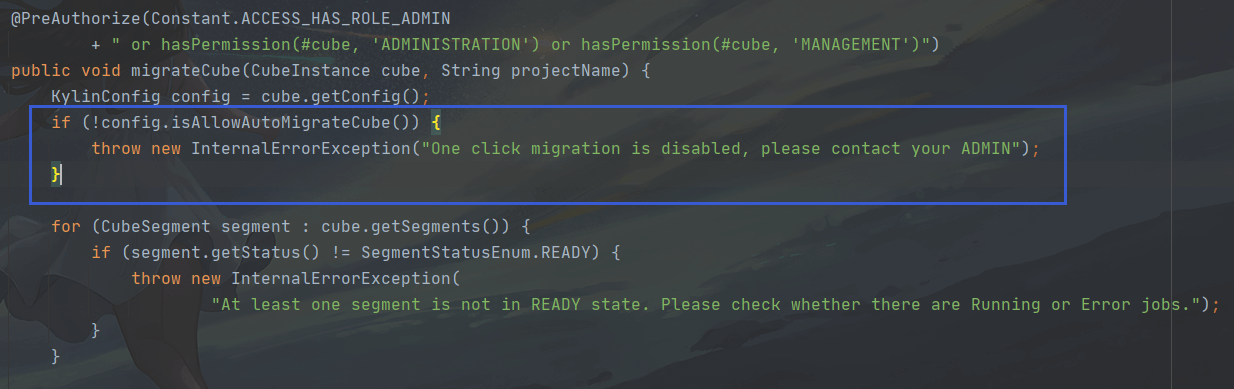 @PreAuthorize(Constant.ACCESS_HAS_ROLE_ADMIN
+ " or hasPermission(#cube, 'ADMINISTRATION') or hasPermission(#cube, 'MANAGEMENT')")
public void migrateCube(CubeInstance cube, String projectName) {
KylinConfig config = cube.getConfig();
if (!config.isAllowAutoMigrateCube()) {
throw new InternalErrorException("One click migration is disabled, please contact your ADMIN");
}
for (CubeSegment segment : cube.getSegments()) {
if (segment.getStatus() != SegmentStatusEnum.READY) {
throw new InternalErrorException(
"At least one segment is not in READY state. Please check whether there are Running or Error jobs.");
}
}